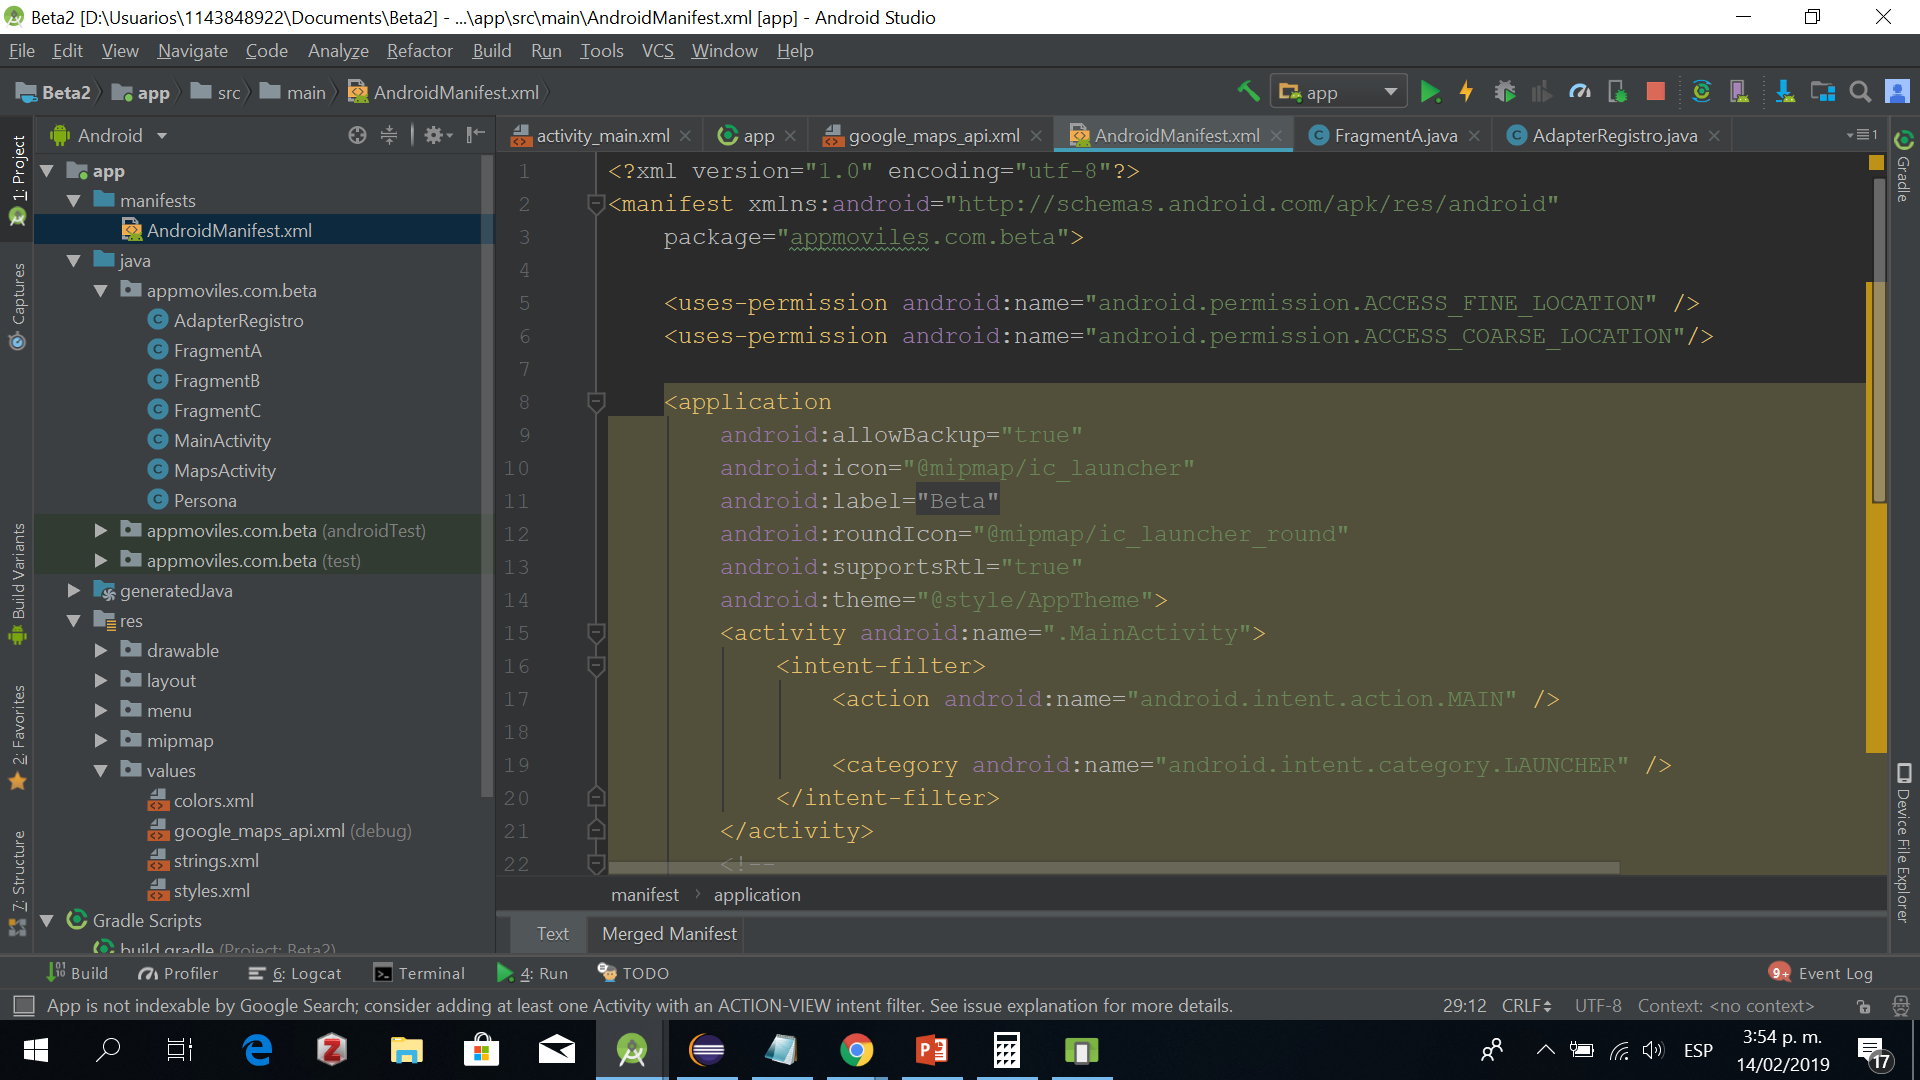 Beta2 [D:\Usuarios\1143848922\Documents\Beta2] - ...\app\src\main\AndroidManifest.xml [app] - Android Studio
File Edit View Navigate Code Analyze Refactor Build Run Tools VCS Window Help
Beta2 app src main AndroidManifest.xml app
Android
activity_main.xml app google_maps_api.xml AndroidManifest.xml FragmentA.java AdapterRegistro.java 1
1: Project
Captures
Build Variants
2: Favorites
7: Structure
app
manifests
AndroidManifest.xml
java
appmoviles.com.beta
AdapterRegistro
FragmentA
FragmentB
FragmentC
MainActivity
MapsActivity
Persona
appmoviles.com.beta (androidTest)
appmoviles.com.beta (test)
generatedJava
res
drawable
layout
menu
mipmap
values
colors.xml
google_maps_api.xml (debug)
strings.xml
styles.xml
Gradle Scripts
build.gradle (Project: Beta2)
1 <?xml version="1.0" encoding="utf-8"?>
2 <manifest xmlns:android="http://schemas.android.com/apk/res/android"
3 package="appmoviles.com.beta">
4
5 <uses-permission android:name="android.permission.ACCESS_FINE_LOCATION" />
6 <uses-permission android:name="android.permission.ACCESS_COARSE_LOCATION"/>
7
8 <application
9 android:allowBackup="true"
10 android:icon="@mipmap/ic_launcher"
11 android:label="Beta"
12 android:roundIcon="@mipmap/ic_launcher_round"
13 android:supportsRtl="true"
14 android:theme="@style/AppTheme">
15 <activity android:name=".MainActivity">
16 <intent-filter>
17 <action android:name="android.intent.action.MAIN" />
18
19 <category android:name="android.intent.category.LAUNCHER" />
20 </intent-filter>
21 </activity>
22 <!--
manifest › application
Text Merged Manifest
Gradle
Device File Explorer
Build Profiler 6: Logcat Terminal 4: Run TODO 9+ Event Log
App is not indexable by Google Search; consider adding at least one Activity with an ACTION-VIEW intent filter. See issue explanation for more details. 29:12 CRLF UTF-8 Context: <no context>
ESP
3:54 p. m.
14/02/2019
17